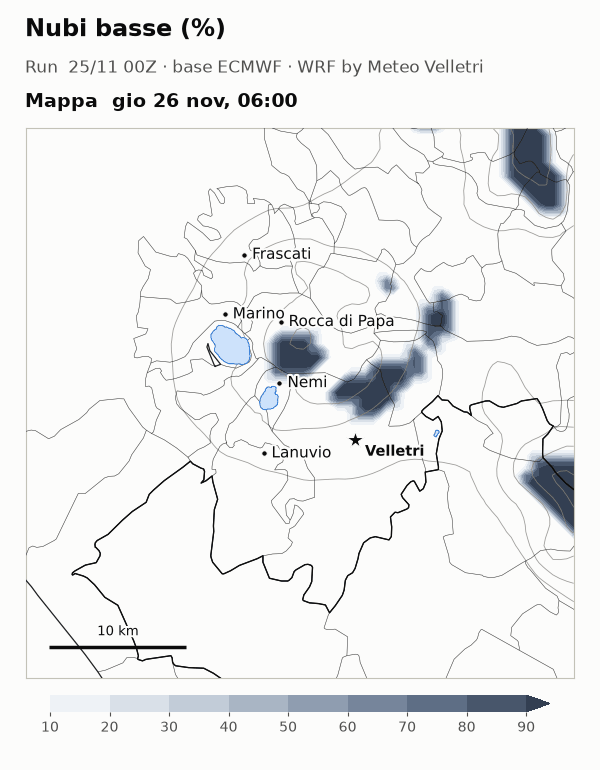 Nubi basse (%)
Run  25/11 00Z · base ECMWF · WRF by Meteo Velletri
Mappa  gio 26 nov, 06:00
Frascati
Marino
Rocca di Papa
Nemi
Velletri
Lanuvio
10 km
10 20 30 40 50 60 70 80 90